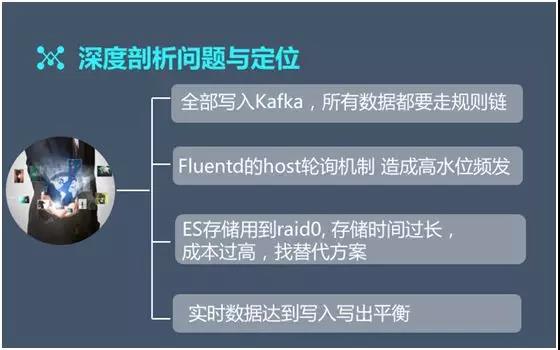 深度剖析问题与定位
全部写入Kafka，所有数据都要走规则链
Fluentd的host轮询机制 造成高水位频发
ES存储用到raid0, 存储时间过长，
成本过高，找替代方案
实时数据达到写入写出平衡